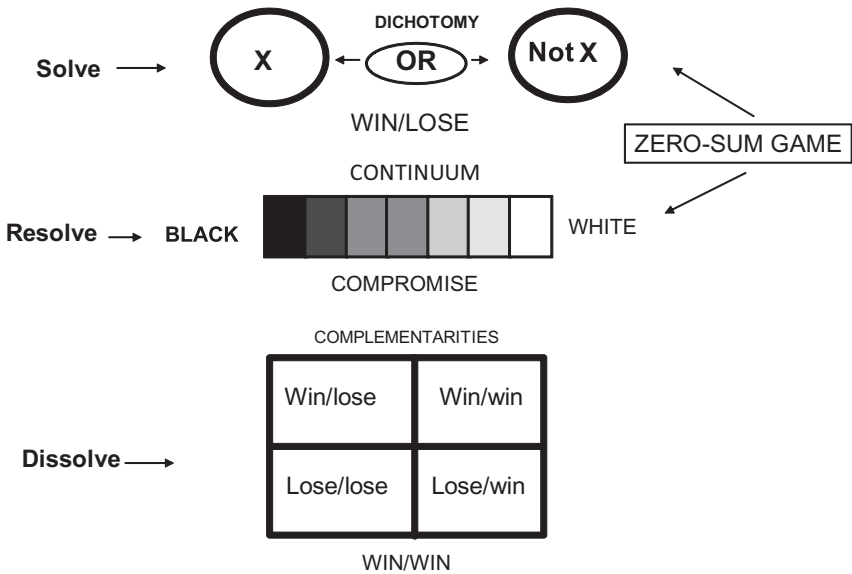 DICHOTOMY
Solve
X
OR
Not X
WIN/LOSE
ZERO-SUM GAME
CONTINUUM
Resolve
BLACK
WHITE
COMPROMISE
COMPLEMENTARITIES
Win/lose
Win/win
Dissolve
Lose/lose
Lose/win
WIN/WIN